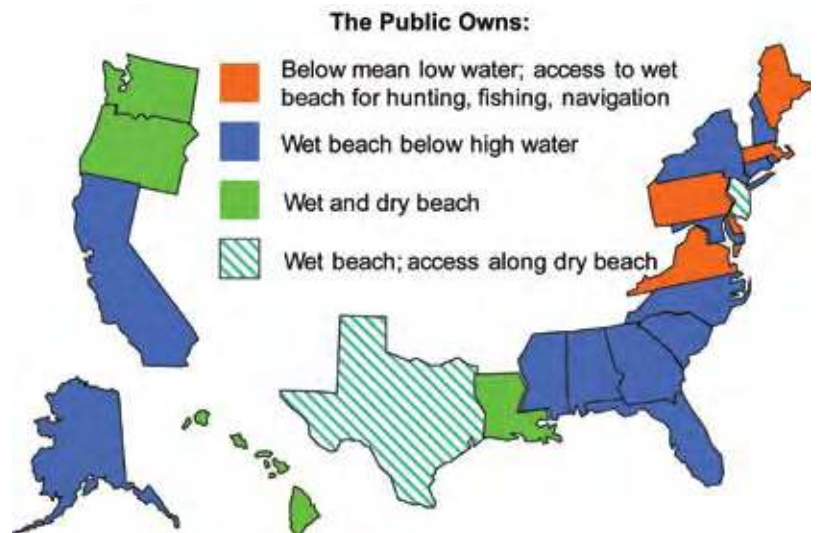 The Public Owns:
Below mean low water; access to wet
beach for hunting, fishing, navigation
Wet beach below high water
Wet and dry beach
Wet beach; access along dry beach